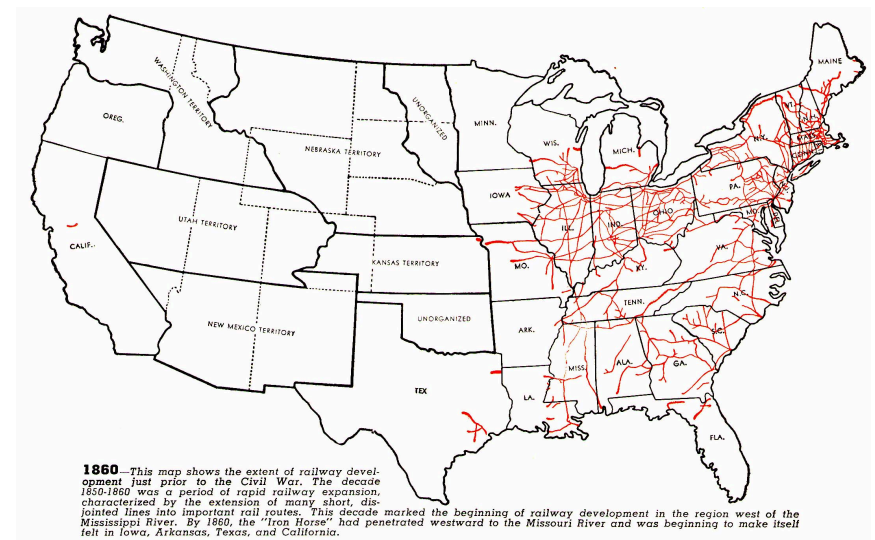 MAINE
WASHINGTON TERRITORY
OREG.
UNORGANIZED
MINN.
VT.
N.H.
WIS.
MICH.
N.Y.
MASS.
NEBRASKA TERRITORY
CONN.
IOWA
PA.
N.J.
UTAH TERRITORY
ILL.
IND.
OHIO
MD.
DEL.
CALIF.
KANSAS TERRITORY
MO.
KY.
VA.
NEW MEXICO TERRITORY
UNORGANIZED
TENN.
N.C.
ARK.
S.C.
TEX
LA.
MISS.
ALA.
GA.
FLA.
1860—This map shows the extent of railway devel-
opment just prior to the Civil War. The decade
1850-1860 was a period of rapid railway expansion,
characterized by the extension of many short, dis-
jointed lines into important rail routes. This decade marked the beginning of railway development in the region west of the
Mississippi River. By 1860, the "Iron Horse" had penetrated westward to the Missouri River and was beginning to make itself
felt in Iowa, Arkansas, Texas, and California.